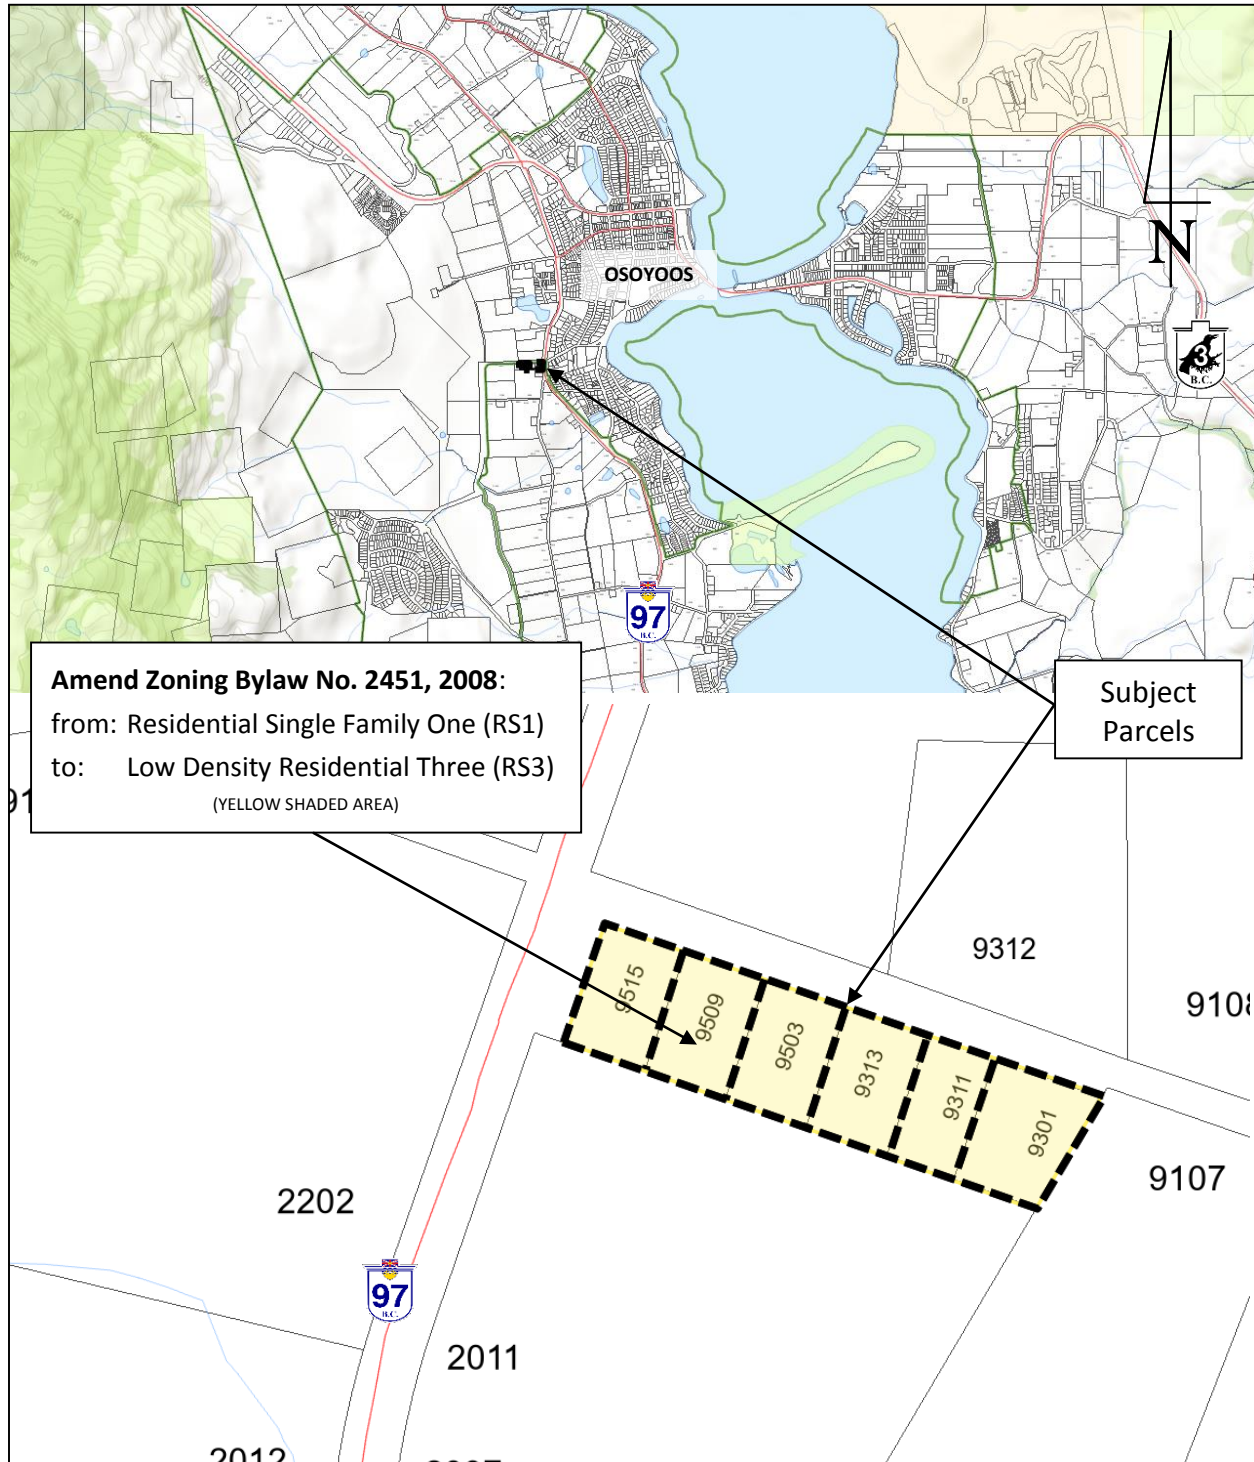 OSOYOOS
N
3
B.C.
97
B.C.
Amend Zoning Bylaw No. 2451, 2008:
from: Residential Single Family One (RS1)
to: Low Density Residential Three (RS3)
(YELLOW SHADED AREA)
Subject
Parcels
9312
9515
9509
9503
9313
9311
9301
9107
2202
97
B.C.
2011
2012